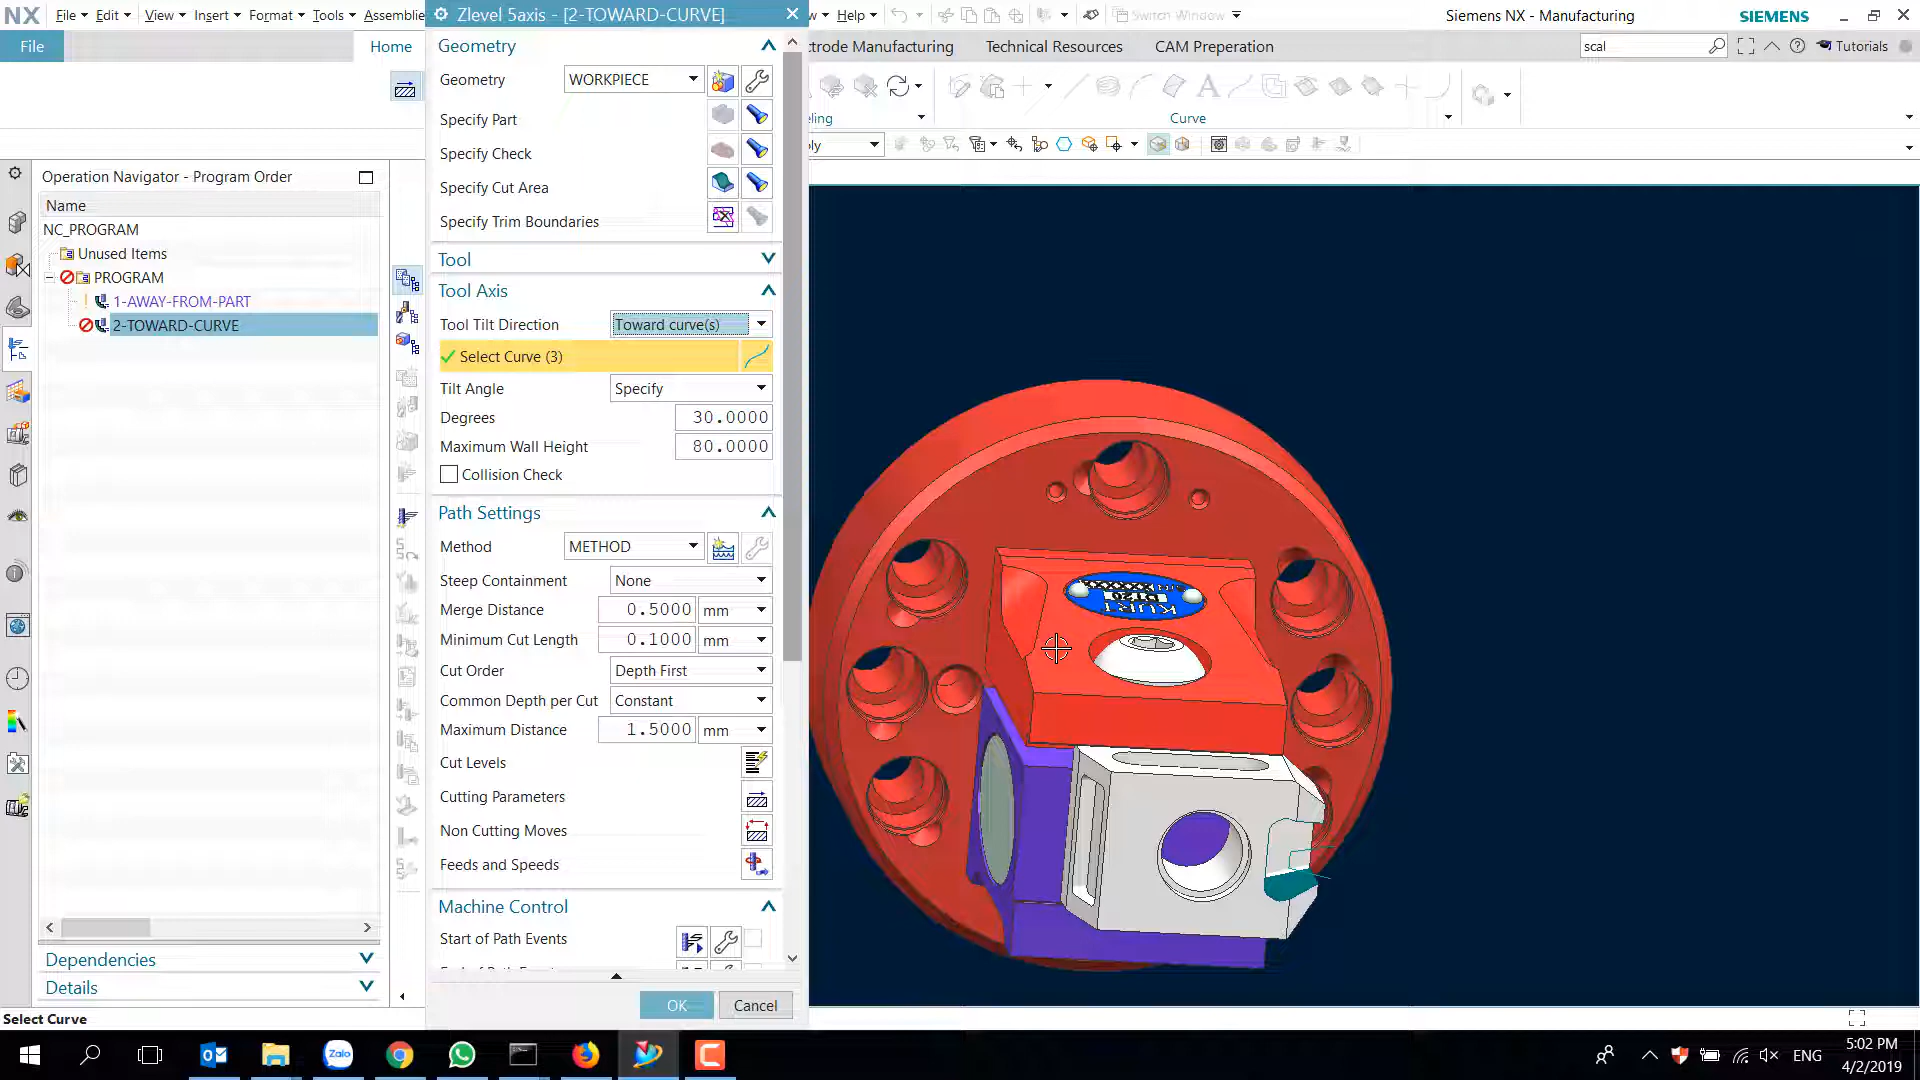 NX File Edit View Insert Format Tools Assemblie
Zlevel 5axis - [2-TOWARD-CURVE]
Help Switch Window Siemens NX - Manufacturing SIEMENS
File Home
trode Manufacturing Technical Resources CAM Preperation scal Tutorials
ling Curve
ply
Operation Navigator - Program Order
Name
NC_PROGRAM
Unused Items
PROGRAM
1-AWAY-FROM-PART
2-TOWARD-CURVE
Dependencies
Details
Geometry
Geometry WORKPIECE
Specify Part
Specify Check
Specify Cut Area
Specify Trim Boundaries
Tool
Tool Axis
Tool Tilt Direction Toward curve(s)
Select Curve (3)
Tilt Angle Specify
Degrees 30.0000
Maximum Wall Height 80.0000
Collision Check
Path Settings
Method METHOD
Steep Containment None
Merge Distance 0.5000 mm
Minimum Cut Length 0.1000 mm
Cut Order Depth First
Common Depth per Cut Constant
Maximum Distance 1.5000 mm
Cut Levels
Cutting Parameters
Non Cutting Moves
Feeds and Speeds
Machine Control
Start of Path Events
OK Cancel
KURT
D120
Select Curve
Zalo
ENG
5:02 PM
4/2/2019